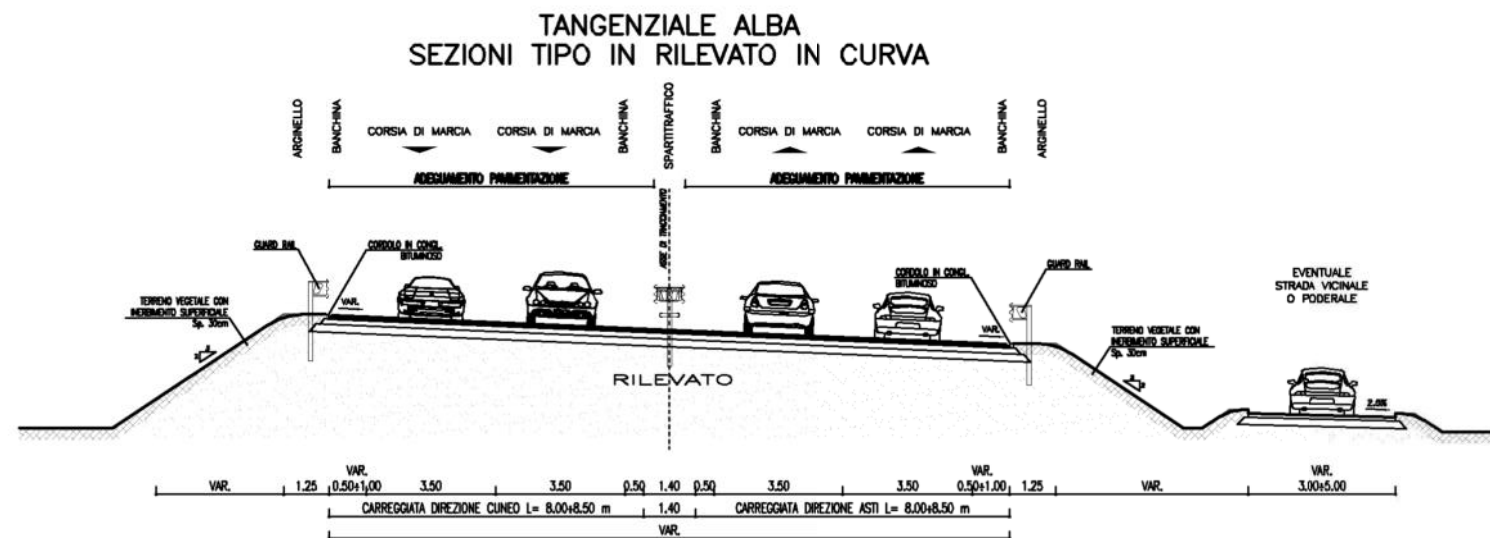 TANGENZIALE ALBA
SEZIONI TIPO IN RILEVATO IN CURVA
ARGINELLO
BANCHINA
CORSIA DI MARCIA
CORSIA DI MARCIA
BANCHINA
SPARTITRAFFICO
BANCHINA
CORSIA DI MARCIA
CORSIA DI MARCIA
BANCHINA
ARGINELLO
ADEGUAMENTO PAVIMENTAZIONE
ADEGUAMENTO PAVIMENTAZIONE
ASSE DI TRACCIAMENTO
GUARD RAIL
CORDOLO IN CONGL.
BITUMINOSO
CORDOLO IN CONGL.
BITUMINOSO
GUARD RAIL
EVENTUALE
STRADA VICINALE
O PODERALE
TERRENO VEGETALE CON
INERBIMENTO SUPERFICIALE
Sp. 30cm
VAR.
VAR.
TERRENO VEGETALE CON
INERBIMENTO SUPERFICIALE
Sp. 30cm
RILEVATO
2.5%
VAR. VAR. VAR.
VAR. 1.25 0.50÷1.00 3.50 3.50 0.50 1.40 0.50 3.50 3.50 0.50÷1.00 1.25 VAR. 3.00÷5.00
CARREGGIATA DIREZIONE CUNEO L= 8.00÷8.50 m 1.40 CARREGGIATA DIREZIONE ASTI L= 8.00÷8.50 m
VAR.